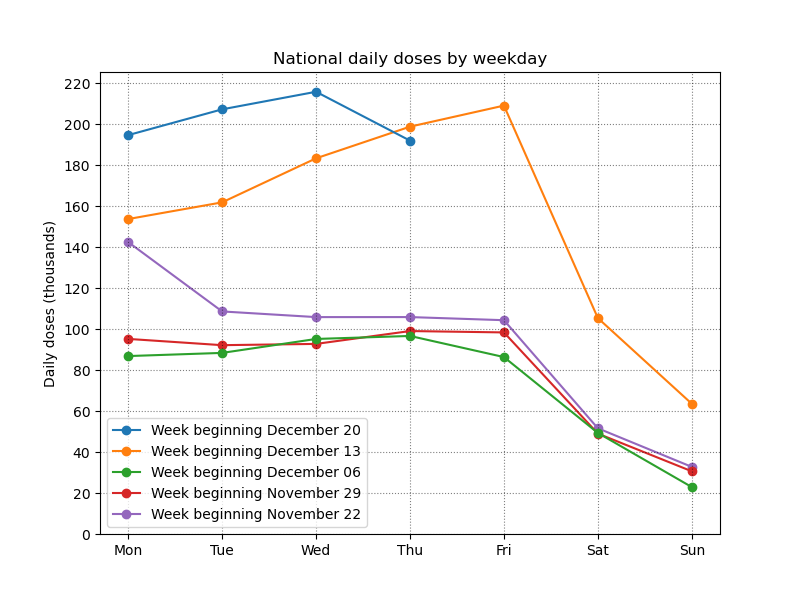 National daily doses by weekday
Daily doses (thousands)
220
200
180
160
140
120
100
80
60
40
20
0
Week beginning December 20
Week beginning December 13
Week beginning December 06
Week beginning November 29
Week beginning November 22
Mon Tue Wed Thu Fri Sat Sun